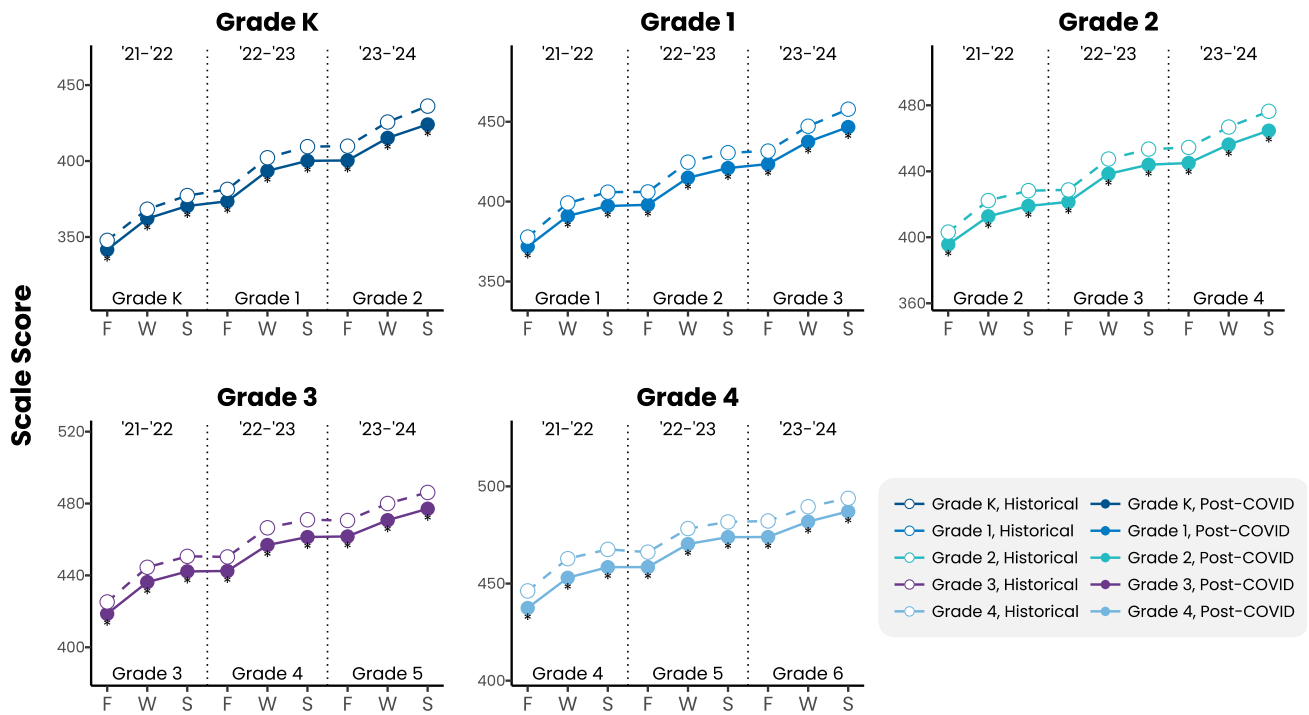 Scale Score
Grade K
'21-'22 '22-'23 '23-'24
450
400
350
Grade K Grade 1 Grade 2
F W S F W S F W S
* * * * * * * * *
Grade 1
'21-'22 '22-'23 '23-'24
450
400
350
Grade 1 Grade 2 Grade 3
F W S F W S F W S
* * * * * * * * *
Grade 2
'21-'22 '22-'23 '23-'24
480
440
400
360
Grade 2 Grade 3 Grade 4
F W S F W S F W S
* * * * * * * * *
Grade 3
'21-'22 '22-'23 '23-'24
520
480
440
400
Grade 3 Grade 4 Grade 5
F W S F W S F W S
* * * * * * * * *
Grade 4
'21-'22 '22-'23 '23-'24
500
450
400
Grade 4 Grade 5 Grade 6
F W S F W S F W S
* * * * * * * * *
Grade K, Historical Grade K, Post-COVID
Grade 1, Historical Grade 1, Post-COVID
Grade 2, Historical Grade 2, Post-COVID
Grade 3, Historical Grade 3, Post-COVID
Grade 4, Historical Grade 4, Post-COVID